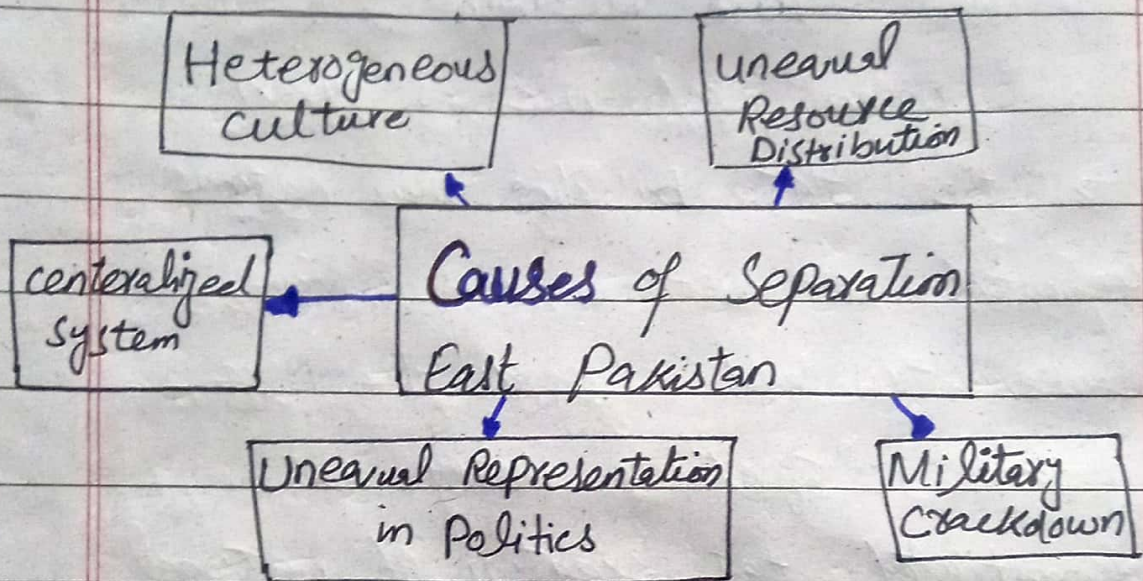 Heterogeneous
culture
Unequal
Resource
Distribution
Causes of Separation
East Pakistan
centeralized
system
Unequal Representation
in Politics
Military
Crackdown